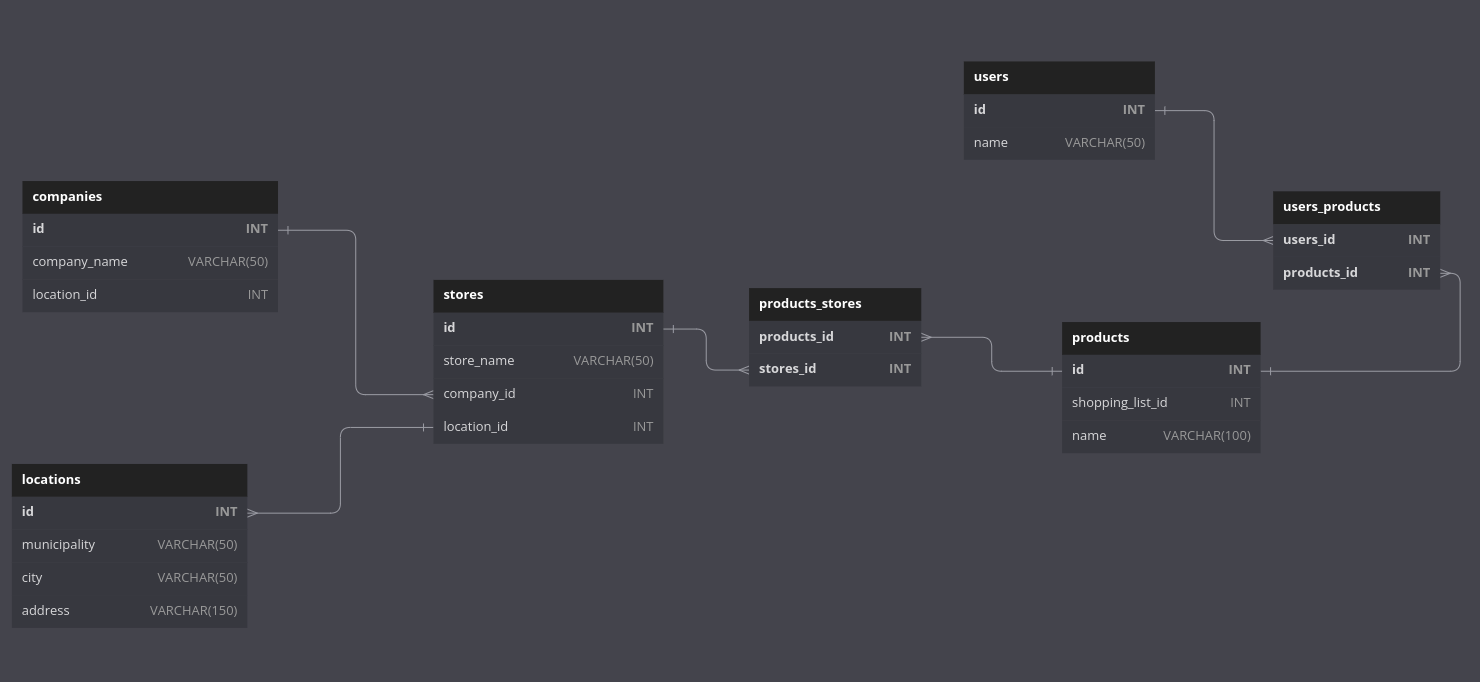 users
id INT
name VARCHAR(50)
companies
id INT
company_name VARCHAR(50)
location_id INT
users_products
users_id INT
products_id INT
stores
id INT
store_name VARCHAR(50)
company_id INT
location_id INT
products_stores
products_id INT
stores_id INT
products
id INT
shopping_list_id INT
name VARCHAR(100)
locations
id INT
municipality VARCHAR(50)
city VARCHAR(50)
address VARCHAR(150)